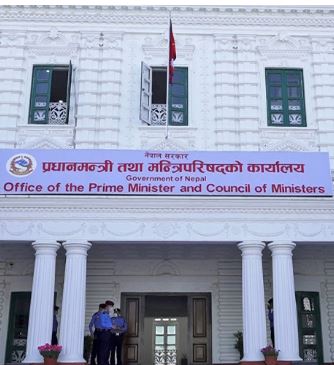 नेपाल सरकार
प्रधानमन्त्री तथा मन्त्रिपरिषद्को कार्यालय
Government of Nepal
Office of the Prime Minister and Council of Ministers